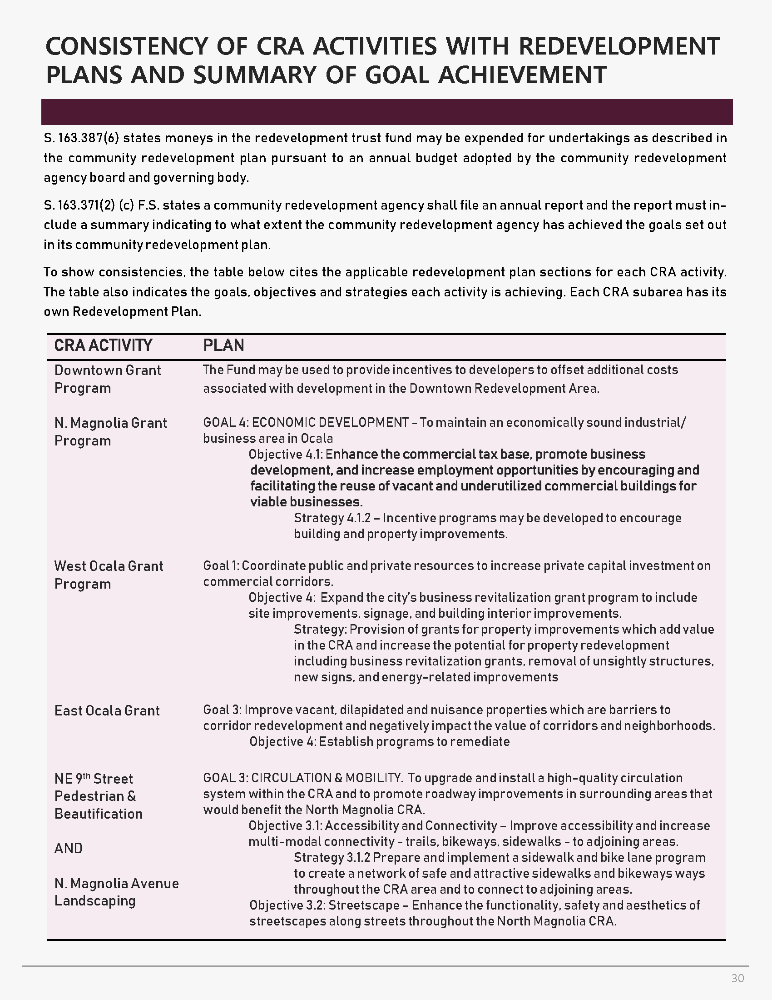 CONSISTENCY OF CRA ACTIVITIES WITH REDEVELOPMENT
PLANS AND SUMMARY OF GOAL ACHIEVEMENT
S. 163.387(6) states moneys in the redevelopment trust fund may be expended for undertakings as described in
the community redevelopment plan pursuant to an annual budget adopted by the community redevelopment
agency board and governing body.
S. 163.371(2) (c) F.S. states a community redevelopment agency shall file an annual report and the report must in-
clude a summary indicating to what extent the community redevelopment agency has achieved the goals set out
in its community redevelopment plan.
To show consistencies, the table below cites the applicable redevelopment plan sections for each CRA activity.
The table also indicates the goals, objectives and strategies each activity is achieving. Each CRA subarea has its
own Redevelopment Plan.
CRA ACTIVITY
PLAN
Downtown Grant
Program
The Fund may be used to provide incentives to developers to offset additional costs
associated with development in the Downtown Redevelopment Area.
N. Magnolia Grant
Program
GOAL 4: ECONOMIC DEVELOPMENT - To maintain an economically sound industrial/
business area in Ocala
Objective 4.1: Enhance the commercial tax base, promote business
development, and increase employment opportunities by encouraging and
facilitating the reuse of vacant and underutilized commercial buildings for
viable businesses.
Strategy 4.1.2 – Incentive programs may be developed to encourage
building and property improvements.
West Ocala Grant
Program
Goal 1: Coordinate public and private resources to increase private capital investment on
commercial corridors.
Objective 4: Expand the city's business revitalization grant program to include
site improvements, signage, and building interior improvements.
Strategy: Provision of grants for property improvements which add value
in the CRA and increase the potential for property redevelopment
including business revitalization grants, removal of unsightly structures,
new signs, and energy-related improvements
East Ocala Grant
Goal 3: Improve vacant, dilapidated and nuisance properties which are barriers to
corridor redevelopment and negatively impact the value of corridors and neighborhoods.
Objective 4: Establish programs to remediate
NE 9th Street
Pedestrian &
Beautification
AND
N. Magnolia Avenue
Landscaping
GOAL 3: CIRCULATION & MOBILITY. To upgrade and install a high-quality circulation
system within the CRA and to promote roadway improvements in surrounding areas that
would benefit the North Magnolia CRA.
Objective 3.1: Accessibility and Connectivity – Improve accessibility and increase
multi-modal connectivity - trails, bikeways, sidewalks - to adjoining areas.
Strategy 3.1.2 Prepare and implement a sidewalk and bike lane program
to create a network of safe and attractive sidewalks and bikeways ways
throughout the CRA area and to connect to adjoining areas.
Objective 3.2: Streetscape – Enhance the functionality, safety and aesthetics of
streetscapes along streets throughout the North Magnolia CRA.
30